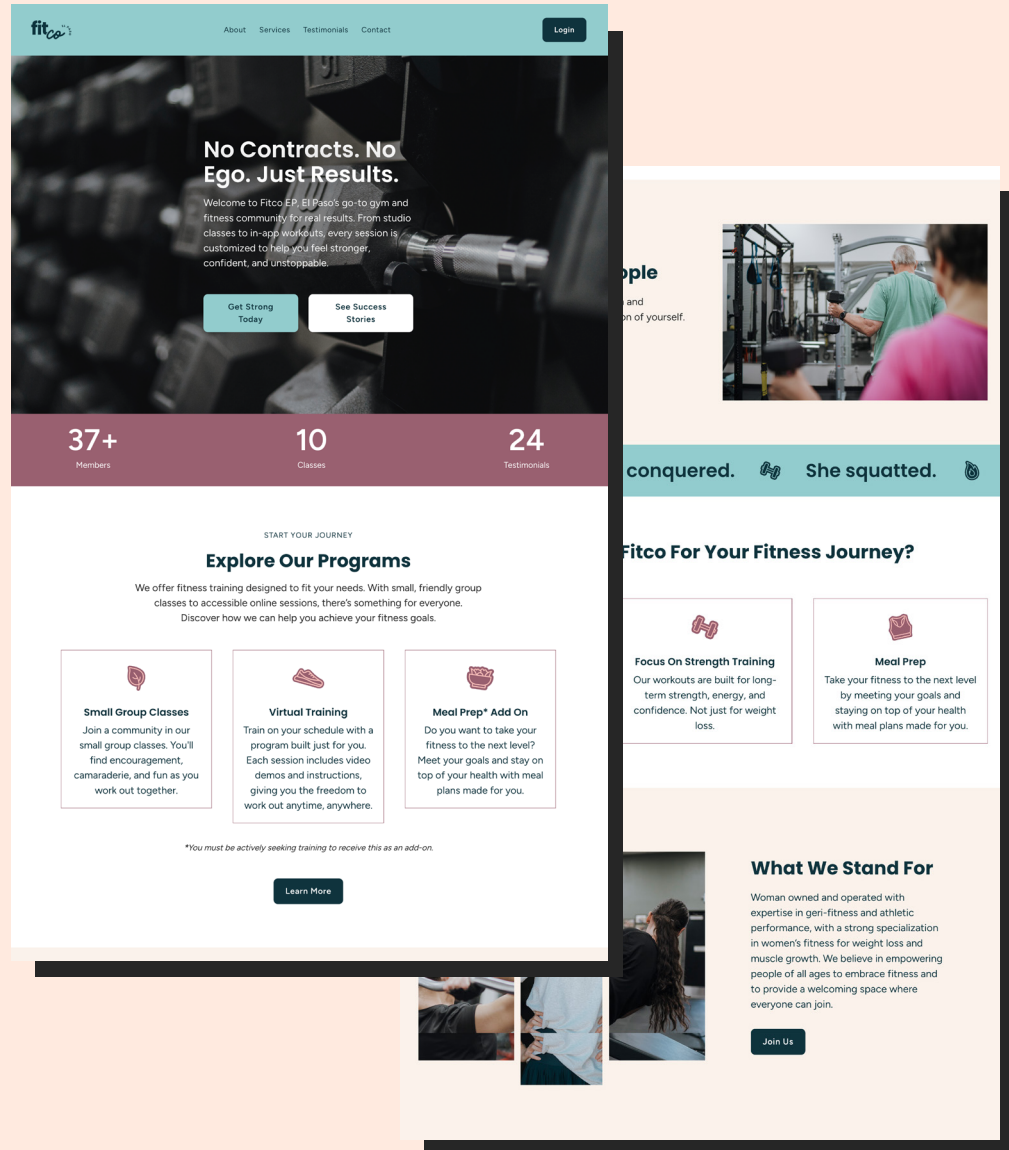 fitco
About Services Testimonials Contact
Login
No Contracts. No
Ego. Just Results.
Welcome to Fitco EP, El Paso's go-to gym and
fitness community for real results. From studio
classes to in-app workouts, every session is
customized to help you feel stronger,
confident, and unstoppable.
Get Strong
Today
See Success
Stories
37+
Members
10
Classes
24
Testimonials
START YOUR JOURNEY
Explore Our Programs
We offer fitness training designed to fit your needs. With small, friendly group
classes to accessible online sessions, there's something for everyone.
Discover how we can help you achieve your fitness goals.
Small Group Classes
Join a community in our
small group classes. You'll
find encouragement,
camaraderie, and fun as you
work out together.
Virtual Training
Train on your schedule with a
program built just for you.
Each session includes video
demos and instructions,
giving you the freedom to
work out anytime, anywhere.
Meal Prep* Add On
Do you want to take your
fitness to the next level?
Meet your goals and stay on
top of your health with meal
plans made for you.
*You must be actively seeking training to receive this as an add-on.
Learn More
and
on of yourself.
conquered. She squatted.
Fitco For Your Fitness Journey?
Focus On Strength Training
Our workouts are built for long-
term strength, energy, and
confidence. Not just for weight
loss.
Meal Prep
Take your fitness to the next level
by meeting your goals and
staying on top of your health
with meal plans made for you.
What We Stand For
Woman owned and operated with
expertise in geri-fitness and athletic
performance, with a strong specialization
in women's fitness for weight loss and
muscle growth. We believe in empowering
people of all ages to embrace fitness and
to provide a welcoming space where
everyone can join.
Join Us